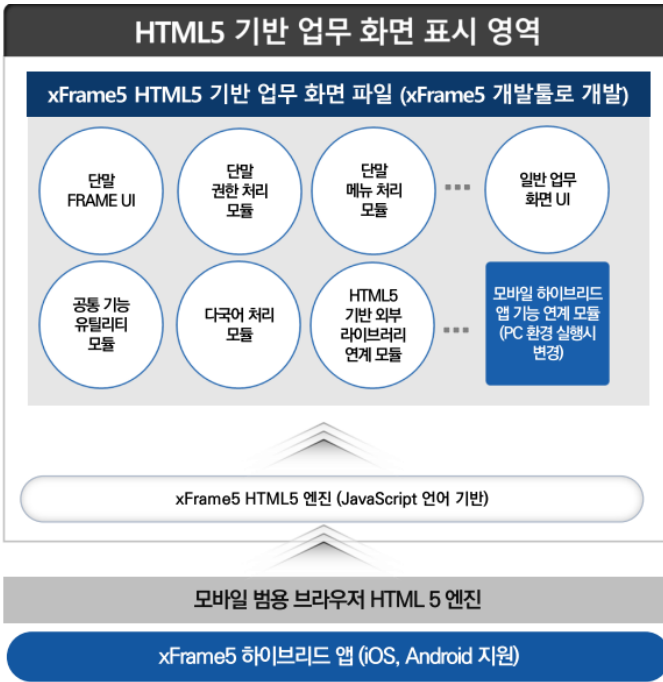 HTML5 기반 업무 화면 표시 영역
xFrame5 HTML5 기반 업무 화면 파일 (xFrame5 개발툴로 개발)
단말
FRAME UI
단말
권한 처리
모듈
단말
메뉴 처리
모듈
일반 업무
화면 UI
공통 기능
유틸리티
모듈
다국어 처리
모듈
HTML5
기반 외부
라이브러리
연계 모듈
모바일 하이브리드
앱 기능 연계 모듈
(PC 환경 실행시
변경)
xFrame5 HTML5 엔진 (JavaScript 언어 기반)
모바일 범용 브라우저 HTML 5 엔진
xFrame5 하이브리드 앱 (iOS, Android 지원)